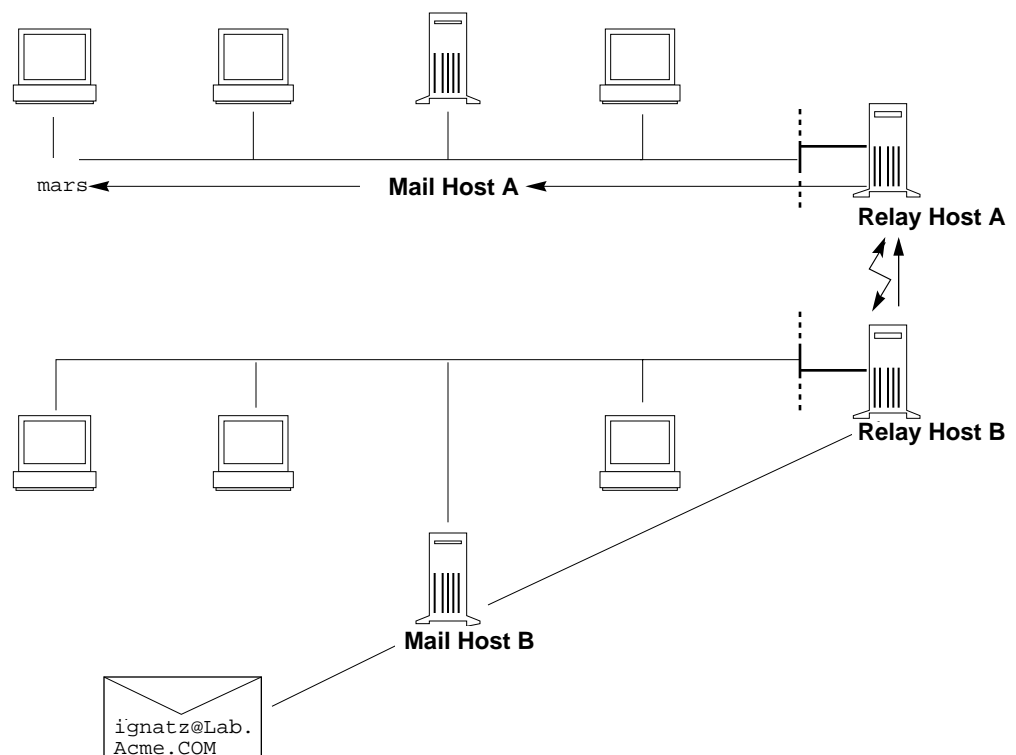 mars
Mail Host A
Relay Host A
Relay Host B
Mail Host B
ignatz@Lab.
Acme.COM